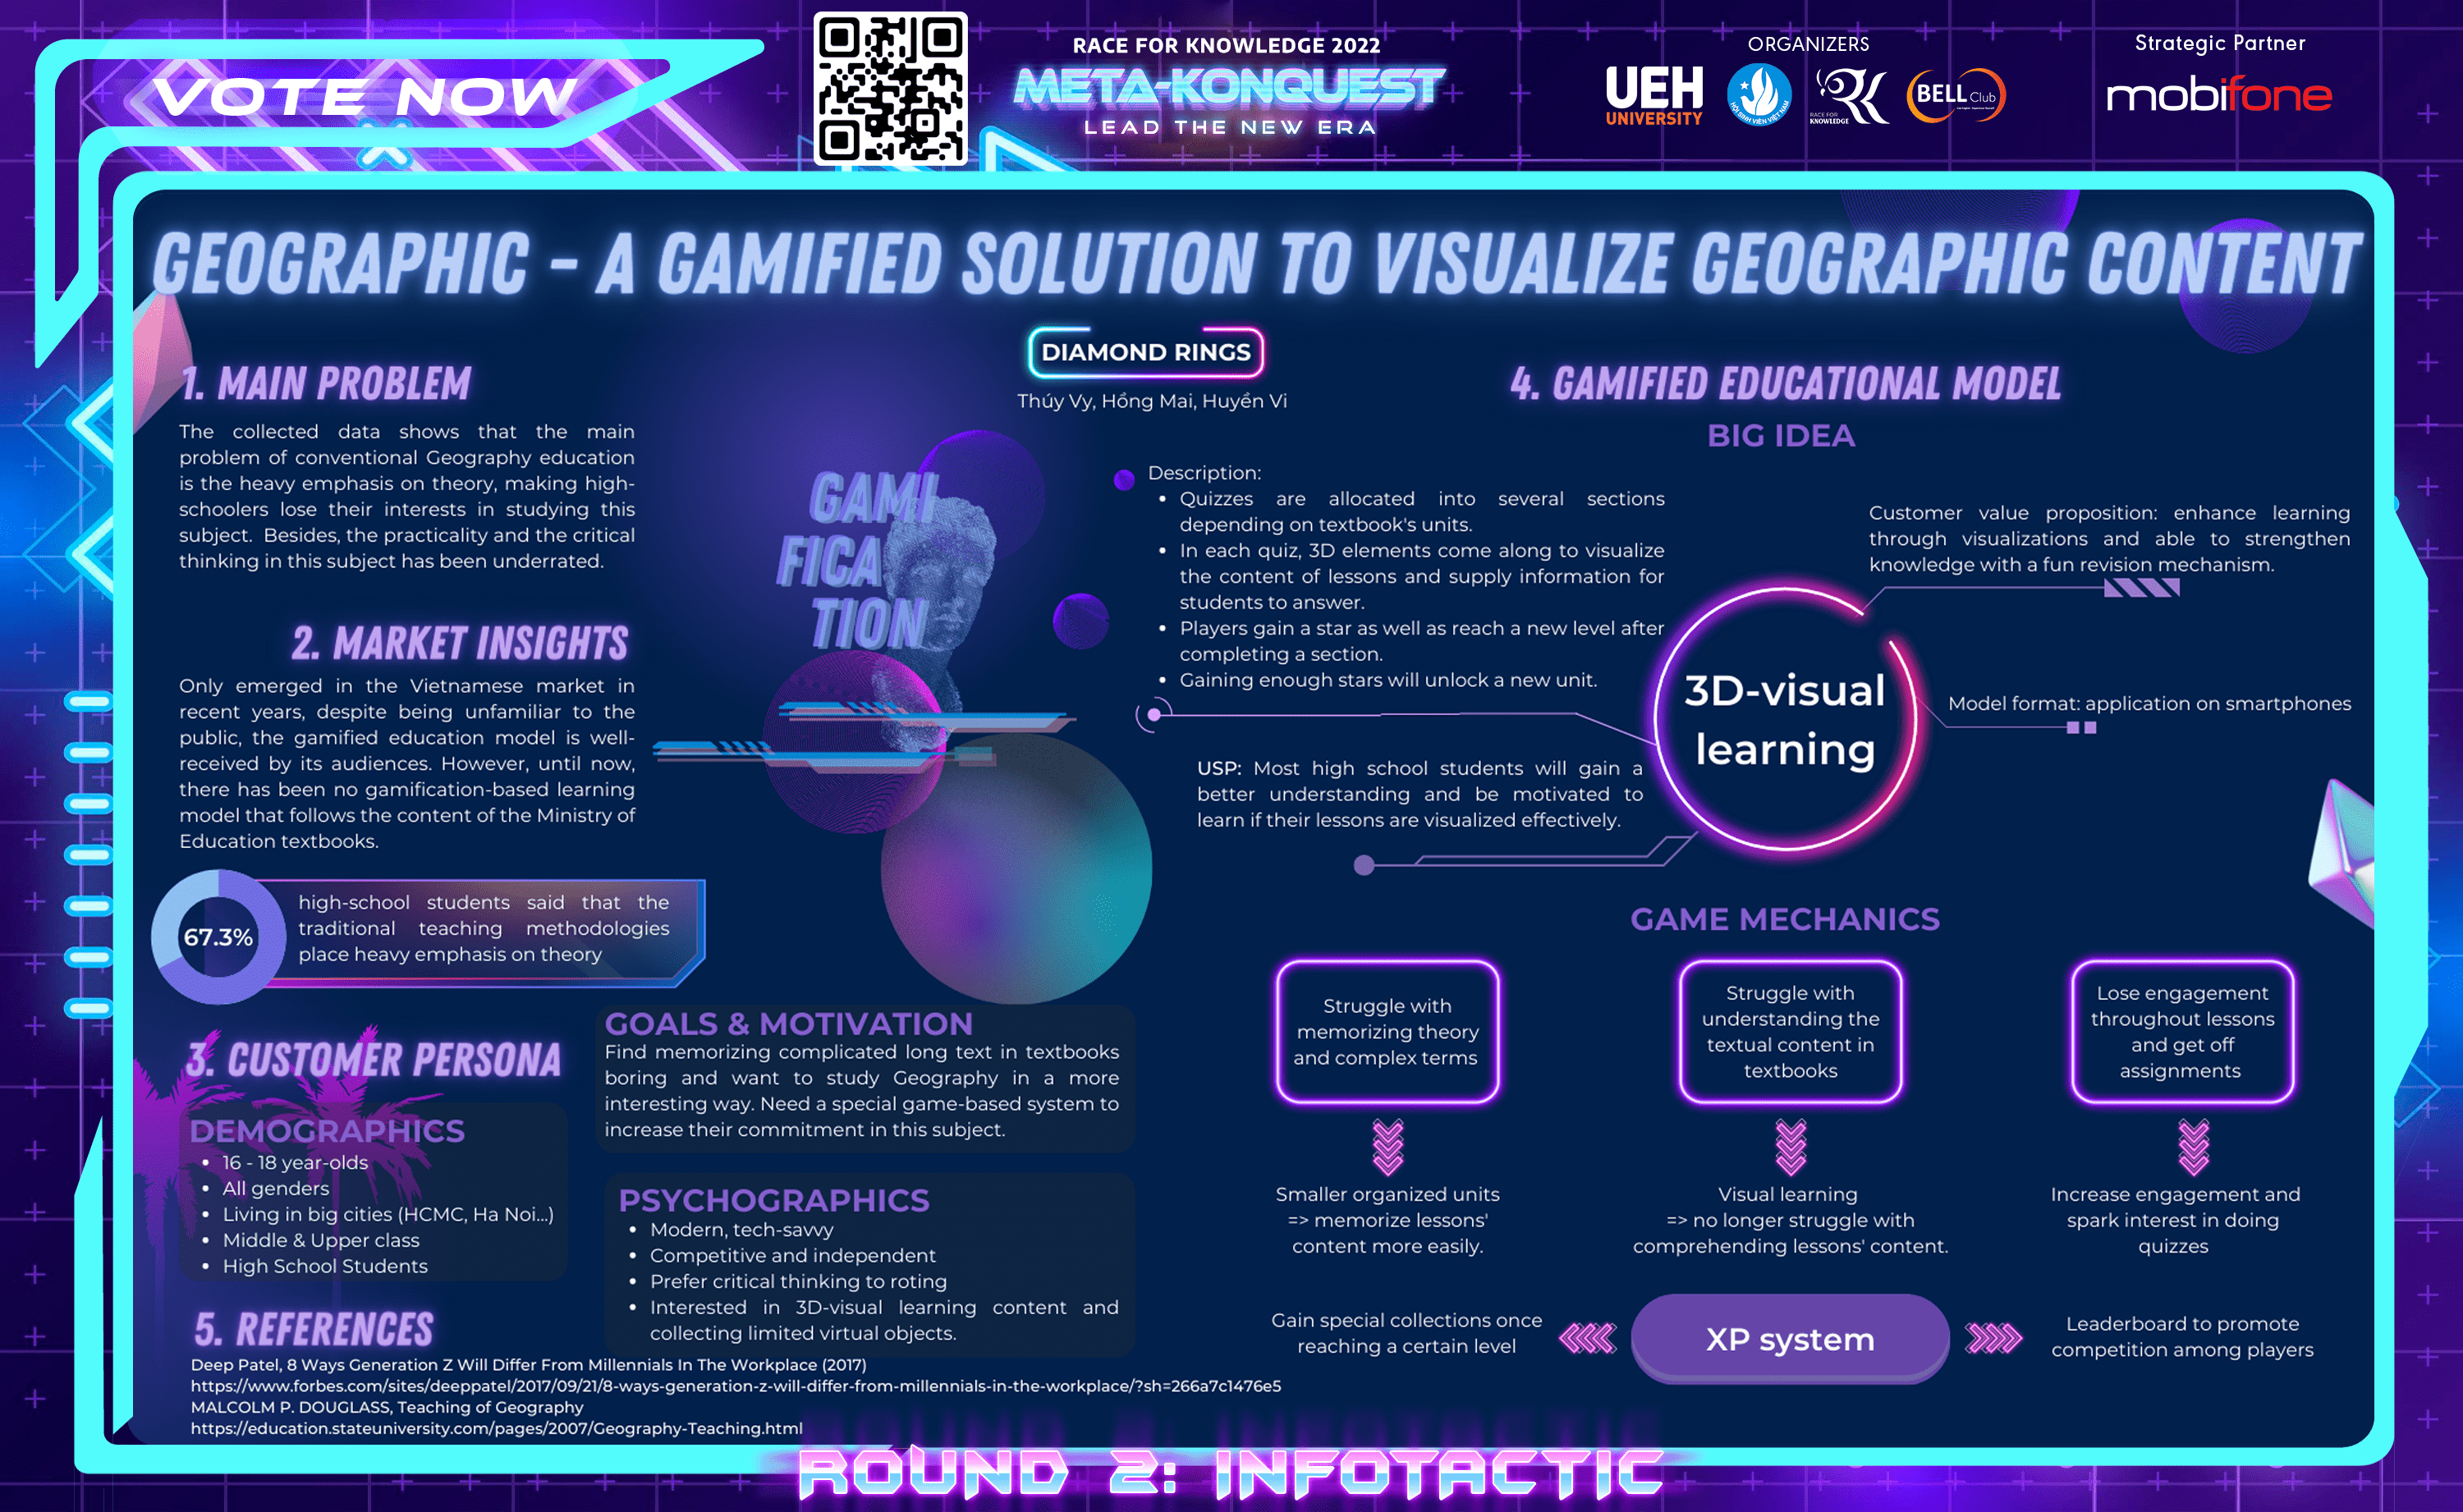 VOTE NOW
RACE FOR KNOWLEDGE 2022
META-KONQUEST
LEAD THE NEW ERA
ORGANIZERS
UEH
UNIVERSITY
HỘI SINH VIÊN VIỆT NAM
RK
RACE FOR
KNOWLEDGE
BELL Club
Strategic Partner
mobifone
GEOGRAPHIC - A GAMIFIED SOLUTION TO VISUALIZE GEOGRAPHIC CONTENT
DIAMOND RINGS
Thúy Vy, Hồng Mai, Huyền Vi
1. MAIN PROBLEM
The collected data shows that the main
problem of conventional Geography education
is the heavy emphasis on theory, making high-
schoolers lose their interests in studying this
subject. Besides, the practicality and the critical
thinking in this subject has been underrated.
2. MARKET INSIGHTS
Only emerged in the Vietnamese market in
recent years, despite being unfamiliar to the
public, the gamified education model is well-
received by its audiences. However, until now,
there has been no gamification-based learning
model that follows the content of the Ministry of
Education textbooks.
67.3%
high-school students said that the
traditional teaching methodologies
place heavy emphasis on theory
GAMI
FICA
TION
3. CUSTOMER PERSONA
DEMOGRAPHICS
• 16 - 18 year-olds
• All genders
• Living in big cities (HCMC, Ha Noi...)
• Middle & Upper class
• High School Students
GOALS & MOTIVATION
Find memorizing complicated long text in textbooks
boring and want to study Geography in a more
interesting way. Need a special game-based system to
increase their commitment in this subject.
PSYCHOGRAPHICS
• Modern, tech-savvy
• Competitive and independent
• Prefer critical thinking to roting
• Interested in 3D-visual learning content and
collecting limited virtual objects.
4. GAMIFIED EDUCATIONAL MODEL
BIG IDEA
Description:
• Quizzes are allocated into several sections
depending on textbook's units.
• In each quiz, 3D elements come along to visualize
the content of lessons and supply information for
students to answer.
• Players gain a star as well as reach a new level after
completing a section.
• Gaining enough stars will unlock a new unit.
Customer value proposition: enhance learning
through visualizations and able to strengthen
knowledge with a fun revision mechanism.
3D-visual
learning
Model format: application on smartphones
USP: Most high school students will gain a
better understanding and be motivated to
learn if their lessons are visualized effectively.
GAME MECHANICS
Struggle with
memorizing theory
and complex terms
Smaller organized units
=> memorize lessons'
content more easily.
Struggle with
understanding the
textual content in
textbooks
Visual learning
=> no longer struggle with
comprehending lessons' content.
Lose engagement
throughout lessons
and get off
assignments
Increase engagement and
spark interest in doing
quizzes
Gain special collections once
reaching a certain level
XP system
Leaderboard to promote
competition among players
5. REFERENCES
Deep Patel, 8 Ways Generation Z Will Differ From Millennials In The Workplace (2017)
https://www.forbes.com/sites/deeppatel/2017/09/21/8-ways-generation-z-will-differ-from-millennials-in-the-workplace/?sh=266a7c1476e5
MALCOLM P. DOUGLASS, Teaching of Geography
https://education.stateuniversity.com/pages/2007/Geography-Teaching.html
ROUND 2: INFOTACTIC